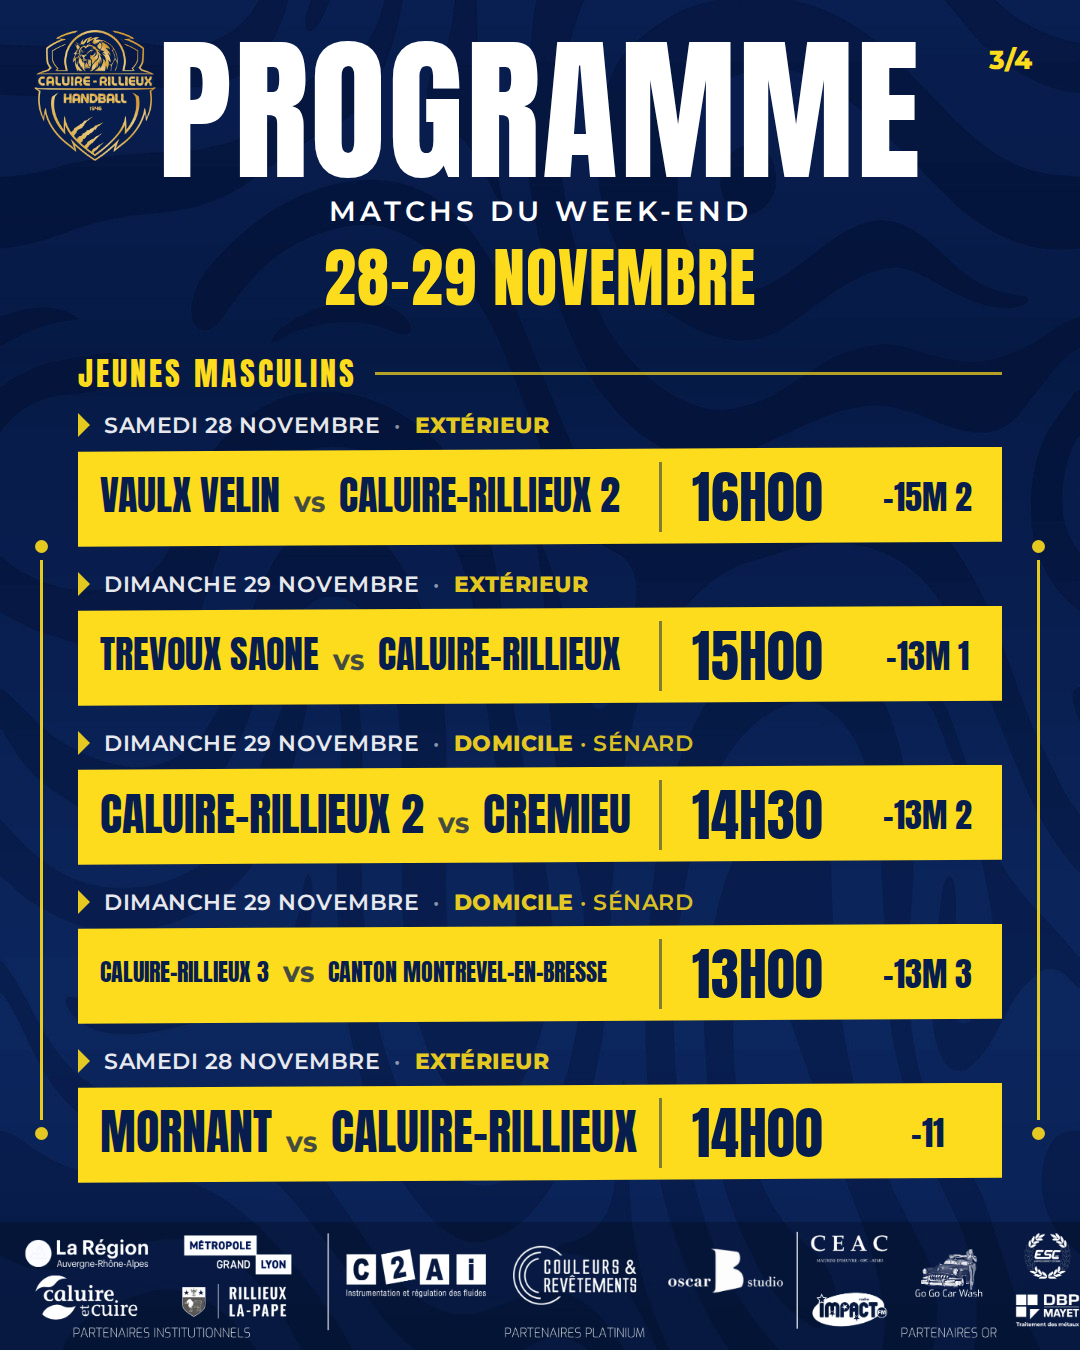 CALUIRE-RILLIEUX
HANDBALL
PROGRAMME
3/4
MATCHS DU WEEK-END
28-29 NOVEMBRE
JEUNES MASCULINS
SAMEDI 28 NOVEMBRE · EXTÉRIEUR
VAULX VELIN VS CALUIRE-RILLIEUX 2 16H00 -15M 2
DIMANCHE 29 NOVEMBRE · EXTÉRIEUR
TREVOUX SAONE VS CALUIRE-RILLIEUX 15H00 -13M 1
DIMANCHE 29 NOVEMBRE · DOMICILE · SÉNARD
CALUIRE-RILLIEUX 2 VS CREMIEU 14H30 -13M 2
DIMANCHE 29 NOVEMBRE · DOMICILE · SÉNARD
CALUIRE-RILLIEUX 3 VS CANTON MONTREVEL-EN-BRESSE 13H00 -13M 3
SAMEDI 28 NOVEMBRE · EXTÉRIEUR
MORNANT VS CALUIRE-RILLIEUX 14H00 -11
La Région
Auvergne-Rhône-Alpes
MÉTROPOLE
GRAND LYON
caluire
et cuire
RILLIEUX
LA-PAPE
PARTENAIRES INSTITUTIONNELS
C2Ai
Instrumentation et régulation des fluides
COULEURS &
REVÊTEMENTS
oscar B studio
PARTENAIRES PLATINIUM
CEAC
radio
IMPACT FM
Go Go Car Wash
ESC
DBP
MAYET
Traitement des métaux
PARTENAIRES OR